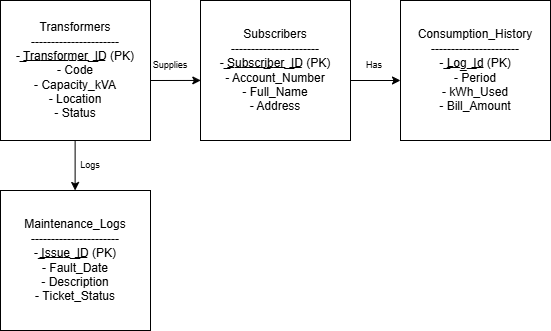 Transformers
----------------------
- Transformer_ID (PK)
- Code
- Capacity_kVA
- Location
- Status
Supplies
Subscribers
----------------------
- Subscriber_ID (PK)
- Account_Number
- Full_Name
- Address
Has
Consumption_History
----------------------
- Log_Id (PK)
- Period
- kWh_Used
- Bill_Amount
Logs
Maintenance_Logs
----------------------
- Issue_ID (PK)
- Fault_Date
- Description
- Ticket_Status